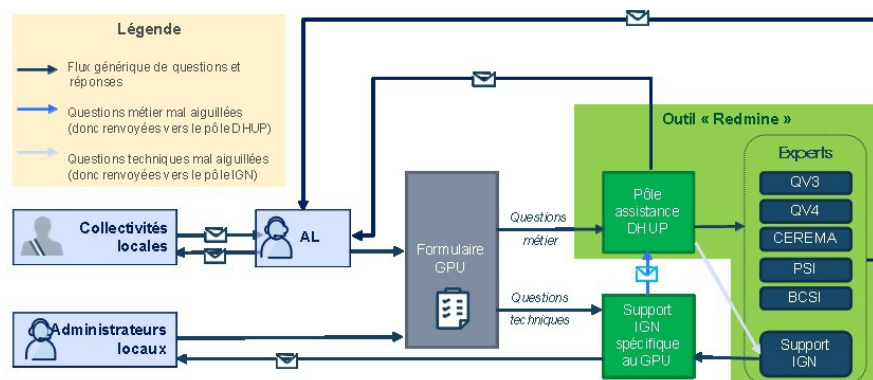 Légende
Flux générique de questions et
réponses
Questions métier mal aiguillées
(donc renvoyées vers le pôle DHUP)
Questions techniques mal aiguillées
(donc renvoyées vers le pôle IGN)
Outil « Redmine »
Experts
QV3
QV4
CEREMA
PSI
BCSI
Support
IGN
Pôle
assistance
DHUP
Collectivités
locales
AL
Formulaire
GPU
Questions
métier
Questions
techniques
Support
IGN
spécifique
au GPU
Administrateurs
locaux